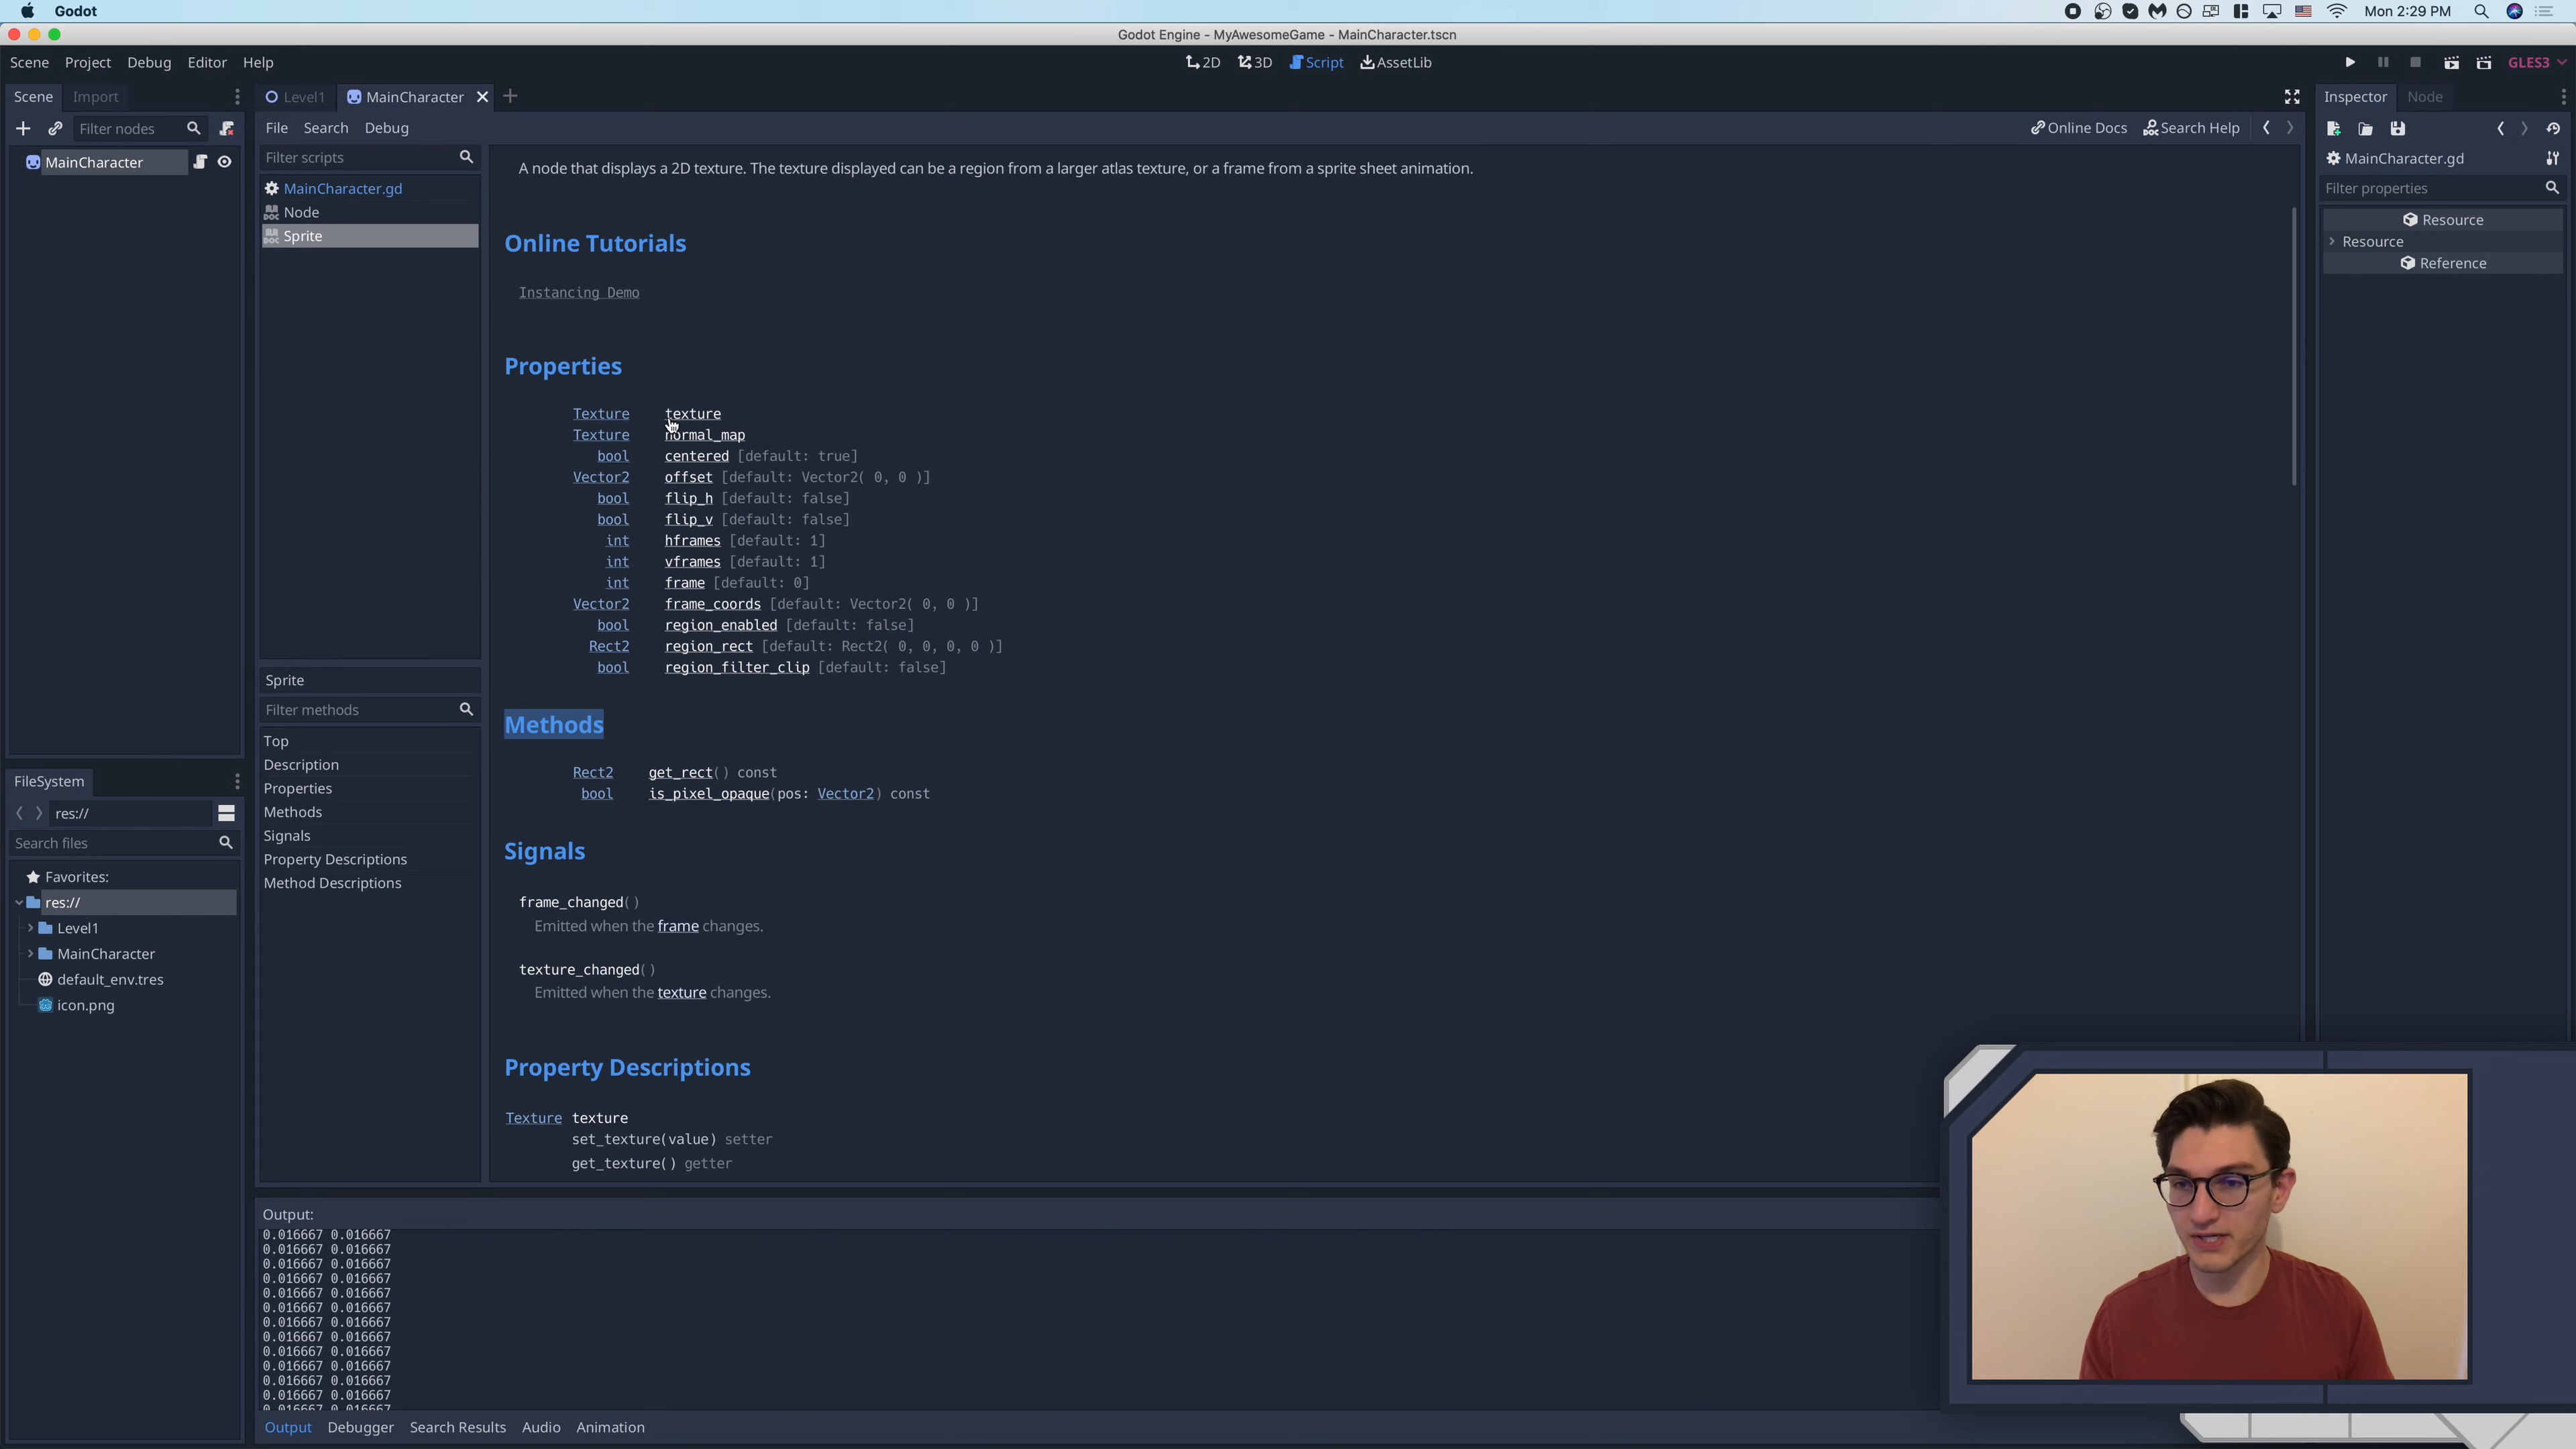 Godot
Mon 2:29 PM
Godot Engine - MyAwesomeGame - MainCharacter.tscn
Scene Project Debug Editor Help
2D 3D Script AssetLib
GLES3
Scene Import
Level1 MainCharacter
Inspector Node
Filter nodes
File Search Debug
Online Docs Search Help
MainCharacter
Filter scripts
MainCharacter.gd
Node
Sprite
MainCharacter.gd
Filter properties
Resource
Resource
Reference
A node that displays a 2D texture. The texture displayed can be a region from a larger atlas texture, or a frame from a sprite sheet animation.
Online Tutorials
Instancing Demo
Properties
Texture texture
Texture normal_map
bool centered [default: true]
Vector2 offset [default: Vector2( 0, 0 )]
bool flip_h [default: false]
bool flip_v [default: false]
int hframes [default: 1]
int vframes [default: 1]
int frame [default: 0]
Vector2 frame_coords [default: Vector2( 0, 0 )]
bool region_enabled [default: false]
Rect2 region_rect [default: Rect2( 0, 0, 0, 0 )]
bool region_filter_clip [default: false]
Methods
Rect2 get_rect() const
bool is_pixel_opaque(pos: Vector2) const
Signals
frame_changed()
Emitted when the frame changes.
texture_changed()
Emitted when the texture changes.
Property Descriptions
Texture texture
set_texture(value) setter
get_texture() getter
Sprite
Filter methods
Top
Description
Properties
Methods
Signals
Property Descriptions
Method Descriptions
FileSystem
res://
Search files
Favorites:
res://
Level1
MainCharacter
default_env.tres
icon.png
Output:
0.016667 0.016667
0.016667 0.016667
0.016667 0.016667
0.016667 0.016667
0.016667 0.016667
0.016667 0.016667
0.016667 0.016667
0.016667 0.016667
0.016667 0.016667
0.016667 0.016667
0.016667 0.016667
0.016667 0.016667
0.016667 0.016667
Output Debugger Search Results Audio Animation